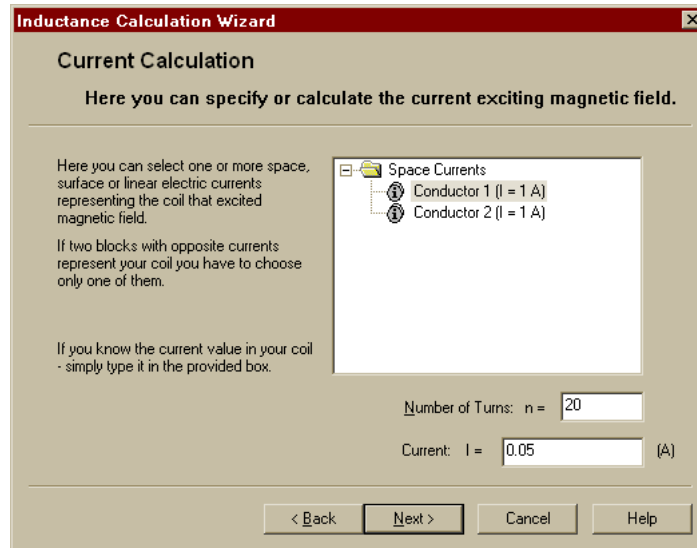 Inductance Calculation Wizard
Current Calculation
Here you can specify or calculate the current exciting magnetic field.
Here you can select one or more space,
surface or linear electric currents
representing the coil that excited
magnetic field.
If two blocks with opposite currents
represent your coil you have to choose
only one of them.
If you know the current value in your coil
- simply type it in the provided box.
Space Currents
Conductor 1 (I = 1 A)
Conductor 2 (I = 1 A)
Number of Turns: n = 20
Current: I = 0.05 (A)
< Back Next > Cancel Help